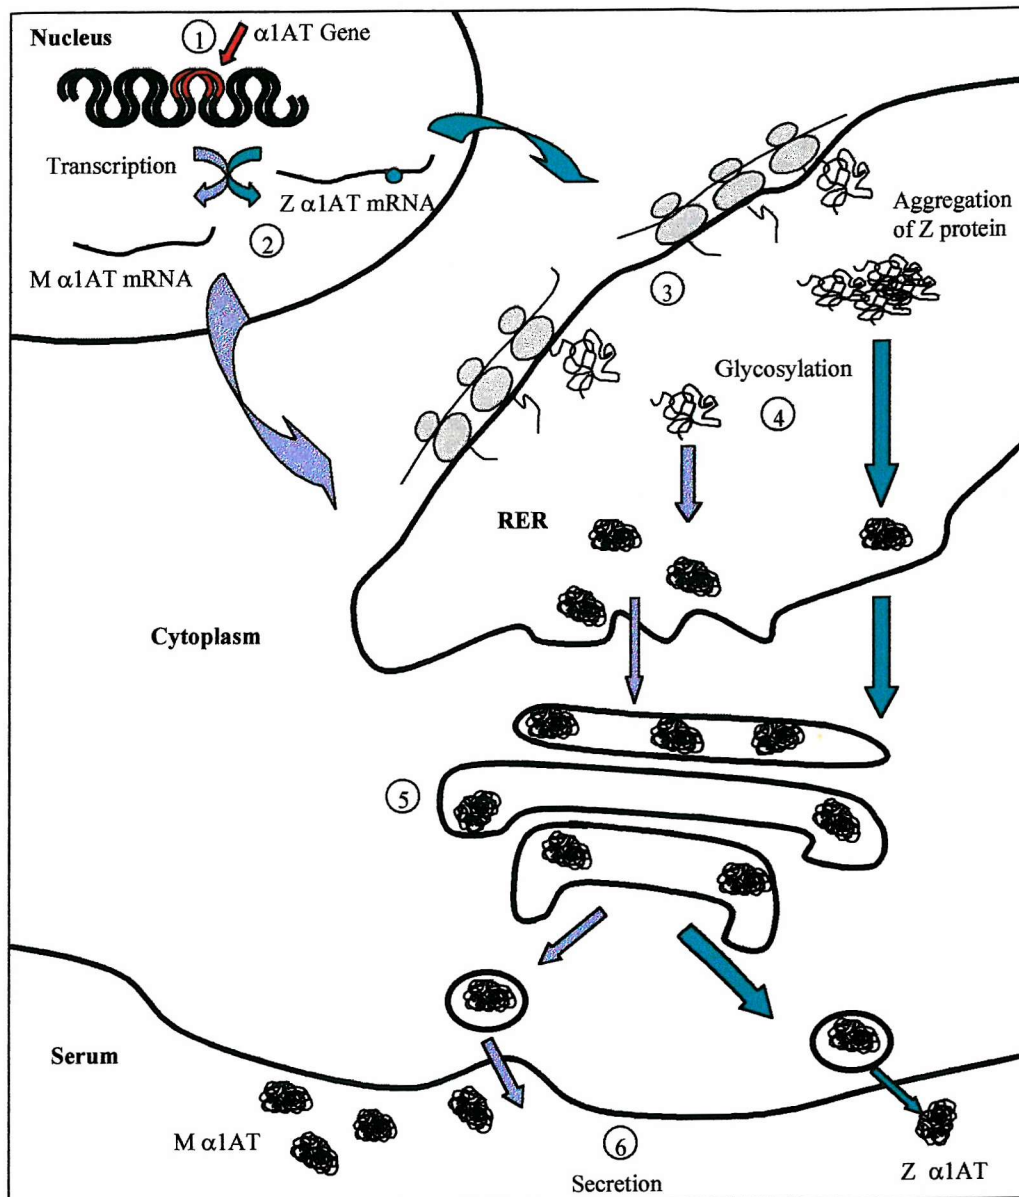 Nucleus
1
α1AT Gene
Transcription
Z α1AT mRNA
2
M α1AT mRNA
Aggregation
of Z protein
3
Glycosylation
4
RER
Cytoplasm
5
Serum
M α1AT
6
Secretion
Z α1AT